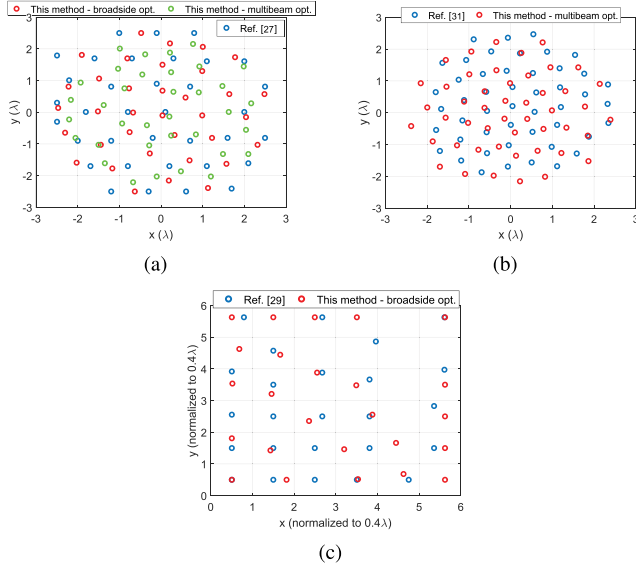 This method - broadside opt. This method - multibeam opt.
Ref. [27]
3
2
1
0
-1
-2
-3
y (λ)
-3 -2 -1 0 1 2 3
x (λ)
(a)
Ref. [31] This method - multibeam opt.
3
2
1
0
-1
-2
-3
y (λ)
-3 -2 -1 0 1 2 3
x (λ)
(b)
Ref. [29] This method - broadside opt.
6
5
4
3
2
1
0
y (normalized to 0.4λ)
0 1 2 3 4 5 6
x (normalized to 0.4λ)
(c)